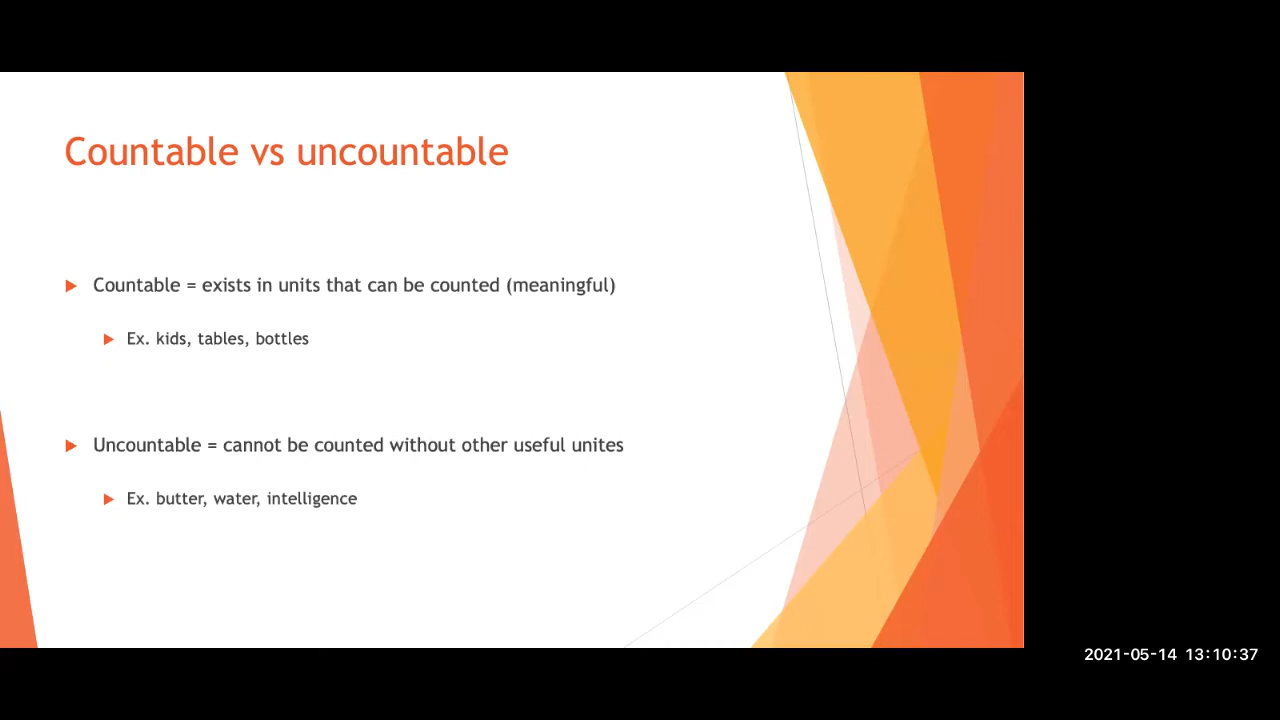 Countable vs uncountable
Countable = exists in units that can be counted (meaningful)
Ex. kids, tables, bottles
Uncountable = cannot be counted without other useful unites
Ex. butter, water, intelligence
2021-05-14 13:10:37